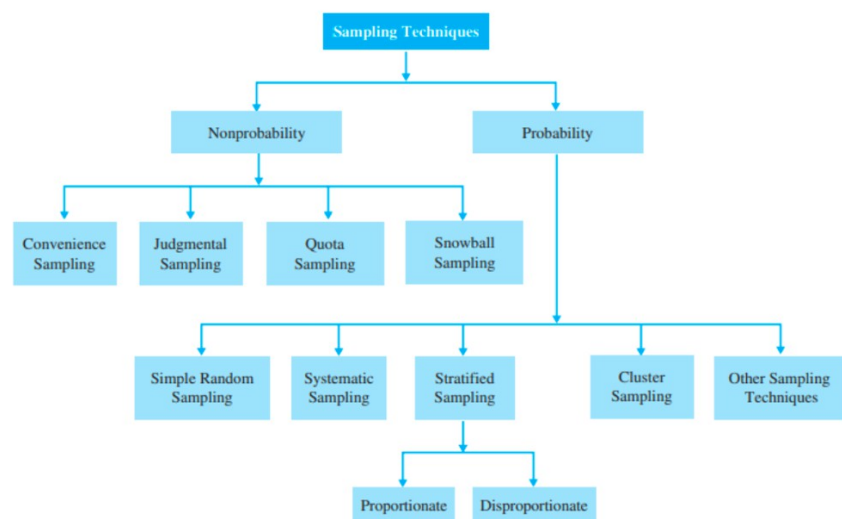 Sampling Techniques
Nonprobability
Probability
Convenience
Sampling
Judgmental
Sampling
Quota
Sampling
Snowball
Sampling
Simple Random
Sampling
Systematic
Sampling
Stratified
Sampling
Cluster
Sampling
Other Sampling
Techniques
Proportionate
Disproportionate